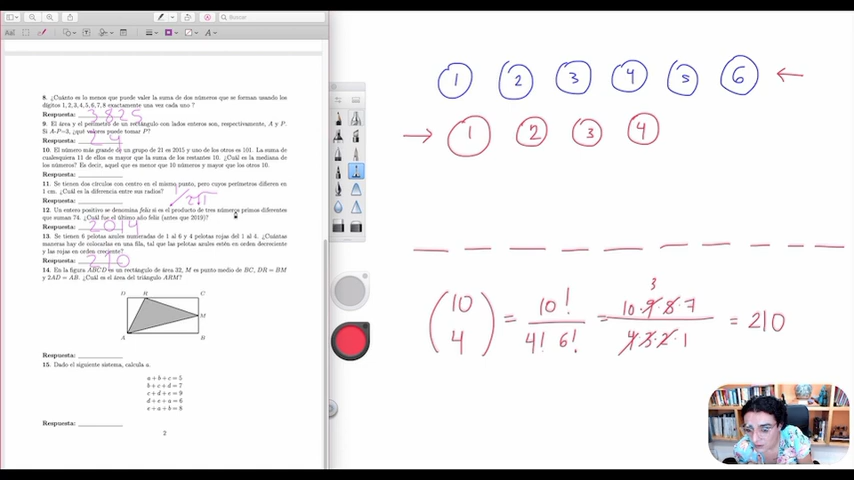 Buscar
AaI
8. ¿Cuánto es lo menos que puede valer la suma de dos números que se forman usando los
dígitos 1, 2, 3, 4, 5, 6, 7, 8 exactamente una vez cada uno ?
Respuesta: 3825
9. El área y el perímetro de un rectángulo con lados enteros son, respectivamente, A y P.
Si A-P=3, ¿qué valores puede tomar P?
Respuesta: 24
10. El número más grande de un grupo de 21 es 2015 y uno de los otros es 101. La suma de
cualesquiera 11 de ellos es mayor que la suma de los restantes 10. ¿Cuál es la mediana de
los números? Es decir, aquel que es menor que 10 números y mayor que los otros 10.
Respuesta:
11. Se tienen dos círculos con centro en el mismo punto, pero cuyos perímetros difieren en
1 cm. ¿Cuál es la diferencia entre sus radios?
Respuesta: 1/2π
12. Un entero positivo se denomina feliz si es el producto de tres números primos diferentes
que suman 74. ¿Cuál fue el último año feliz (antes que 2019)?
Respuesta: 2014
13. Se tienen 6 pelotas azules numeradas de 1 al 6 y 4 pelotas rojas del 1 al 4. ¿Cuántas
maneras hay de colocarlas en una fila, tal que las pelotas azules estén en orden decreciente
y las rojas en orden creciente?
Respuesta: 210
14. En la figura ABCD es un rectángulo de área 32, M es punto medio de BC, DR = BM
y 2AD = AB. ¿Cuál es el área del triángulo ARM?
D R C
M
A B
Respuesta:
15. Dado el siguiente sistema, calcula a.
a + b + c = 5
b + c + d = 7
c + d + e = 9
d + e + a = 6
e + a + b = 8
Respuesta:
2
1 2 3 4 5 6 ←
→ 1 2 3 4
(10 4) = 10! / 4! 6! = 10·9·8·7 / 4·3·2·1 = 210
3